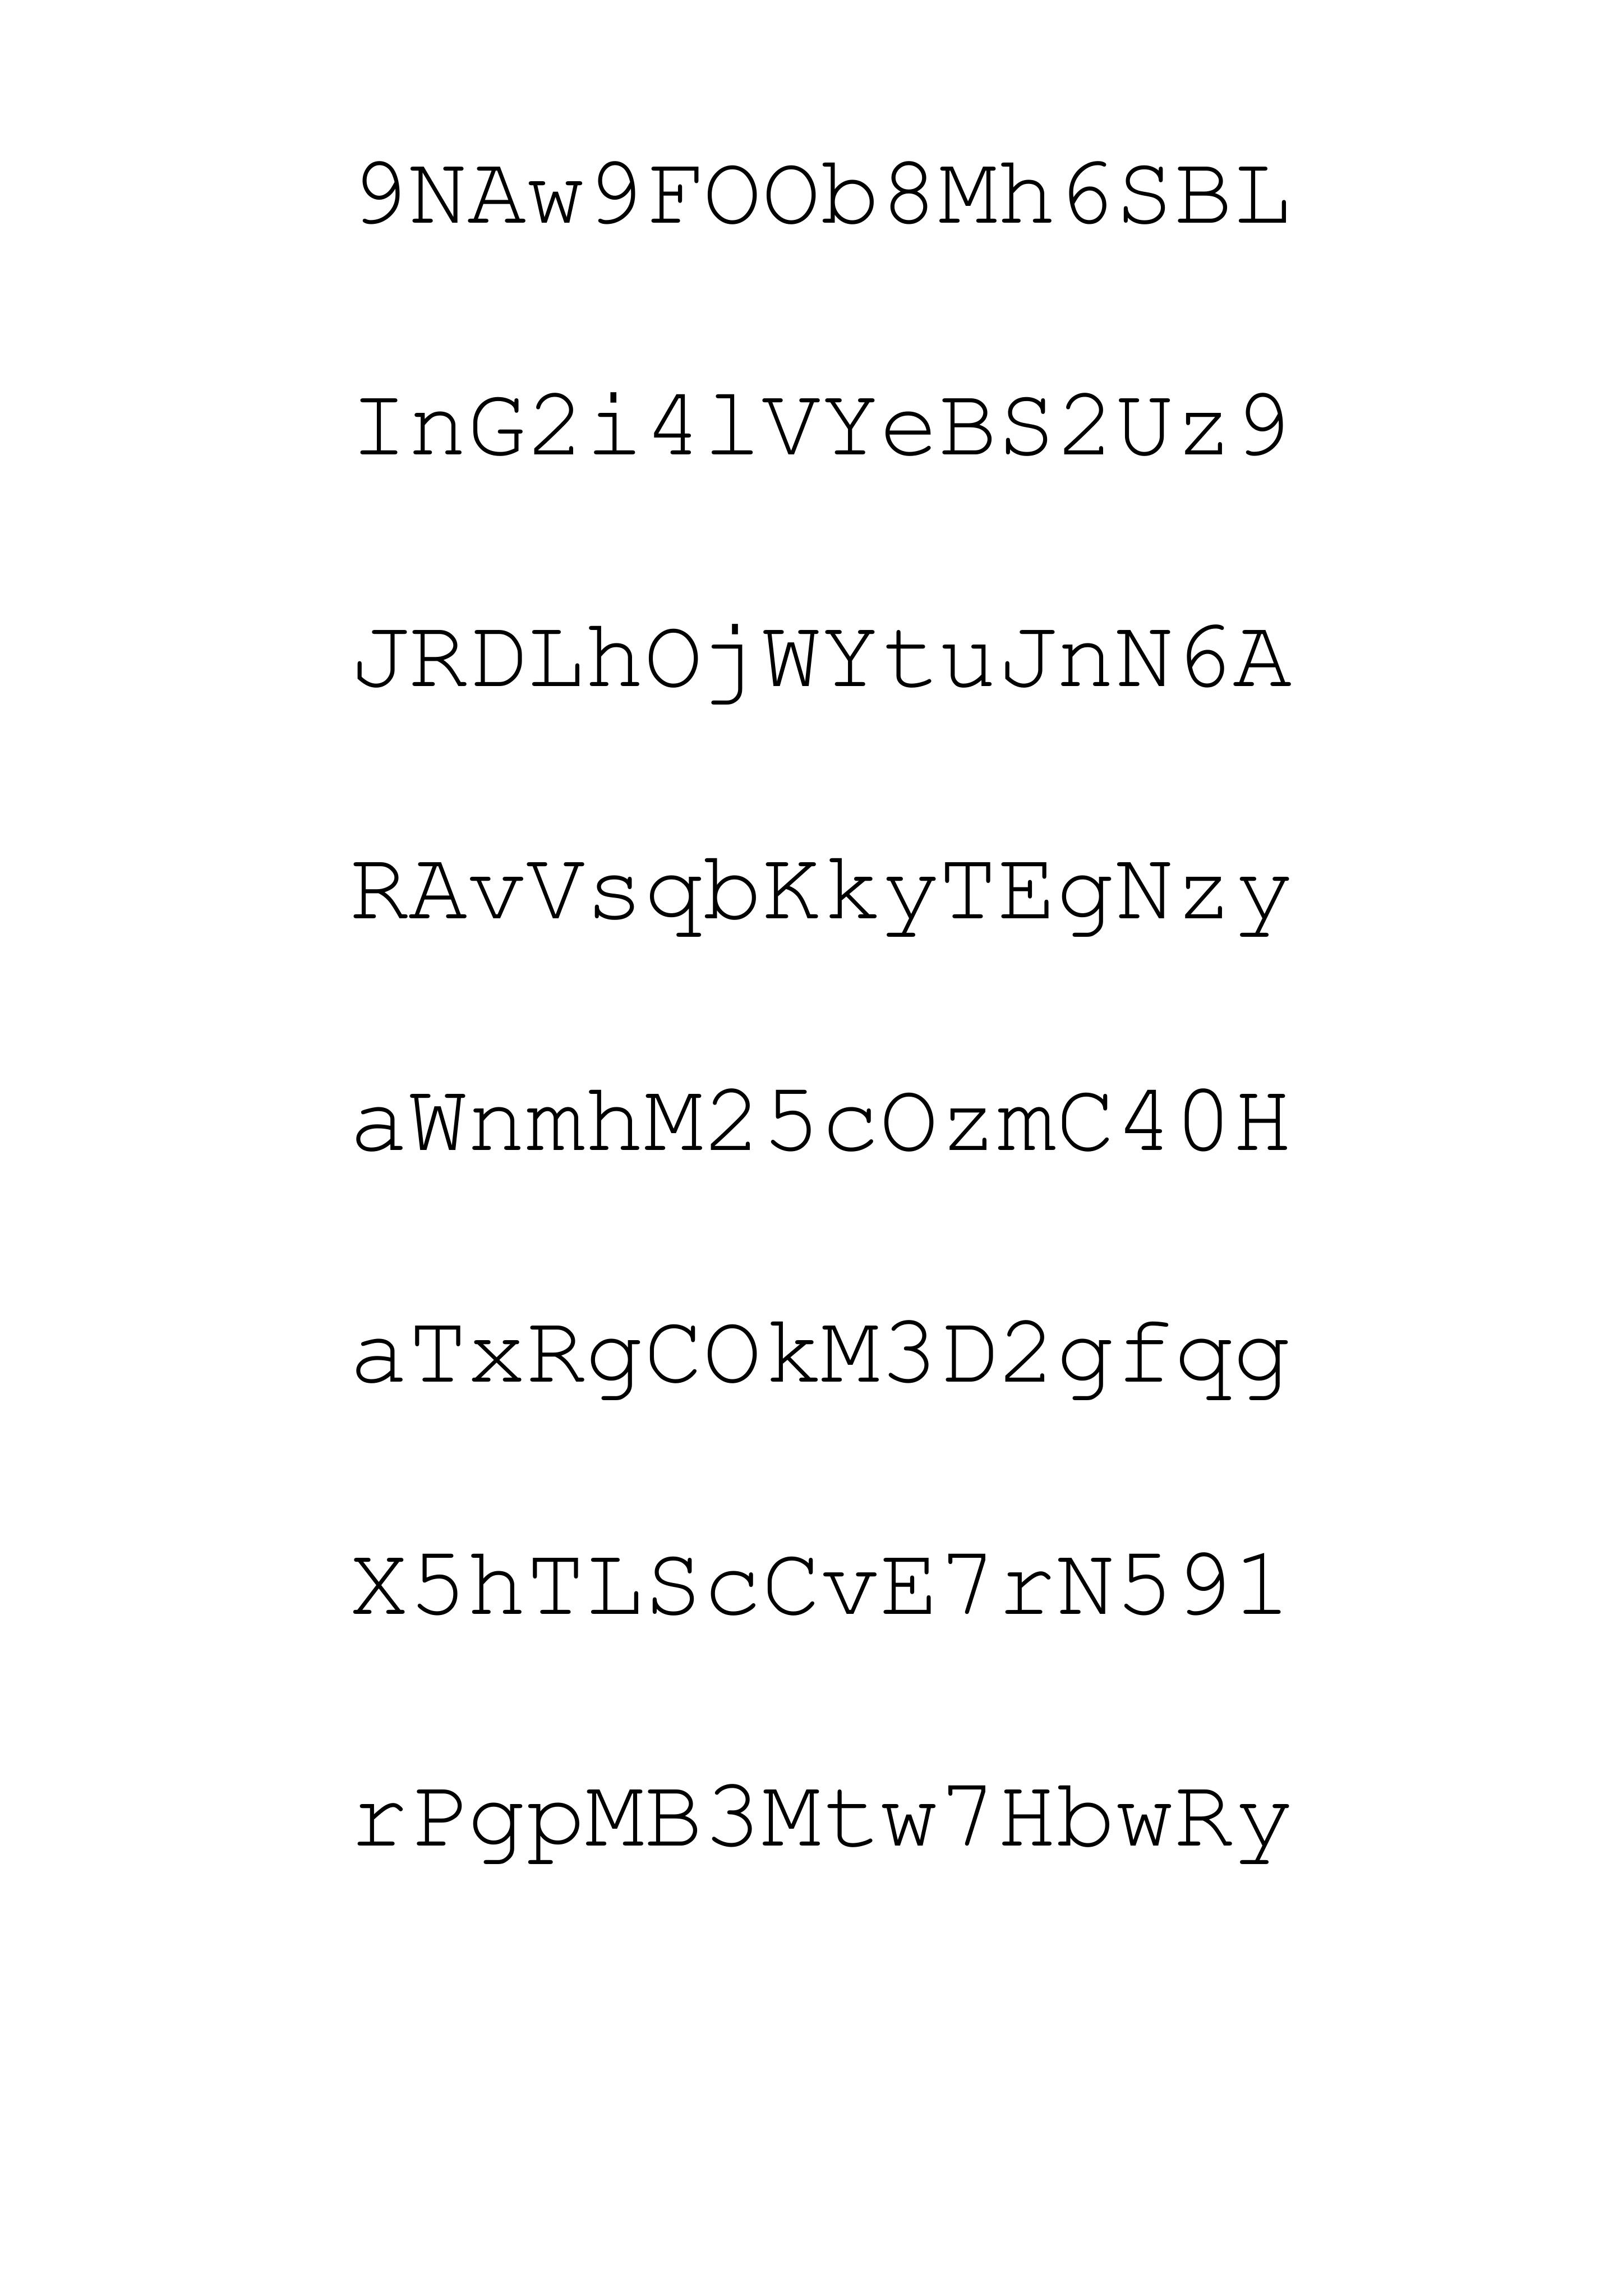 9NAw9FOOb8Mh6SBL
InG2i4lVYeBS2Uz9
JRDLhOjWYtuJnN6A
RAvVsqbKkyTEgNzy
aWnmhM25cOzmC40H
aTxRgCOkM3D2gfqg
X5hTLScCvE7rN591
rPgpMB3Mtw7HbwRy